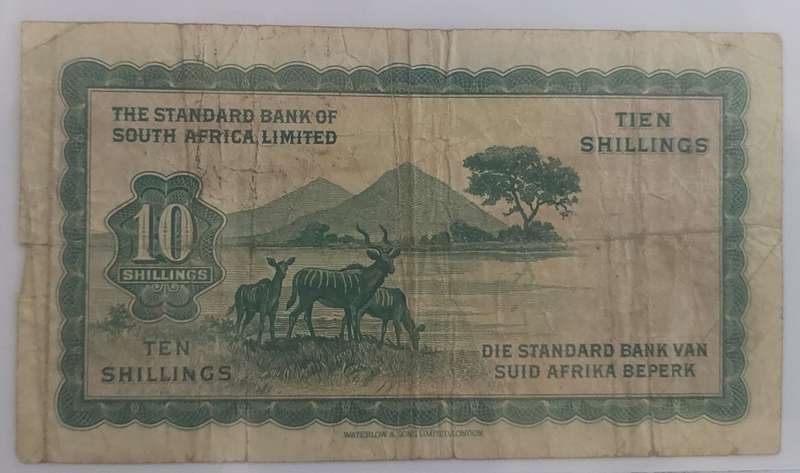 THE STANDARD BANK OF
SOUTH AFRICA LIMITED
TIEN
SHILLINGS
10
SHILLINGS
TEN
SHILLINGS
DIE STANDARD BANK VAN
SUID AFRIKA BEPERK
WATERLOW & SONS LIMITED, LONDON